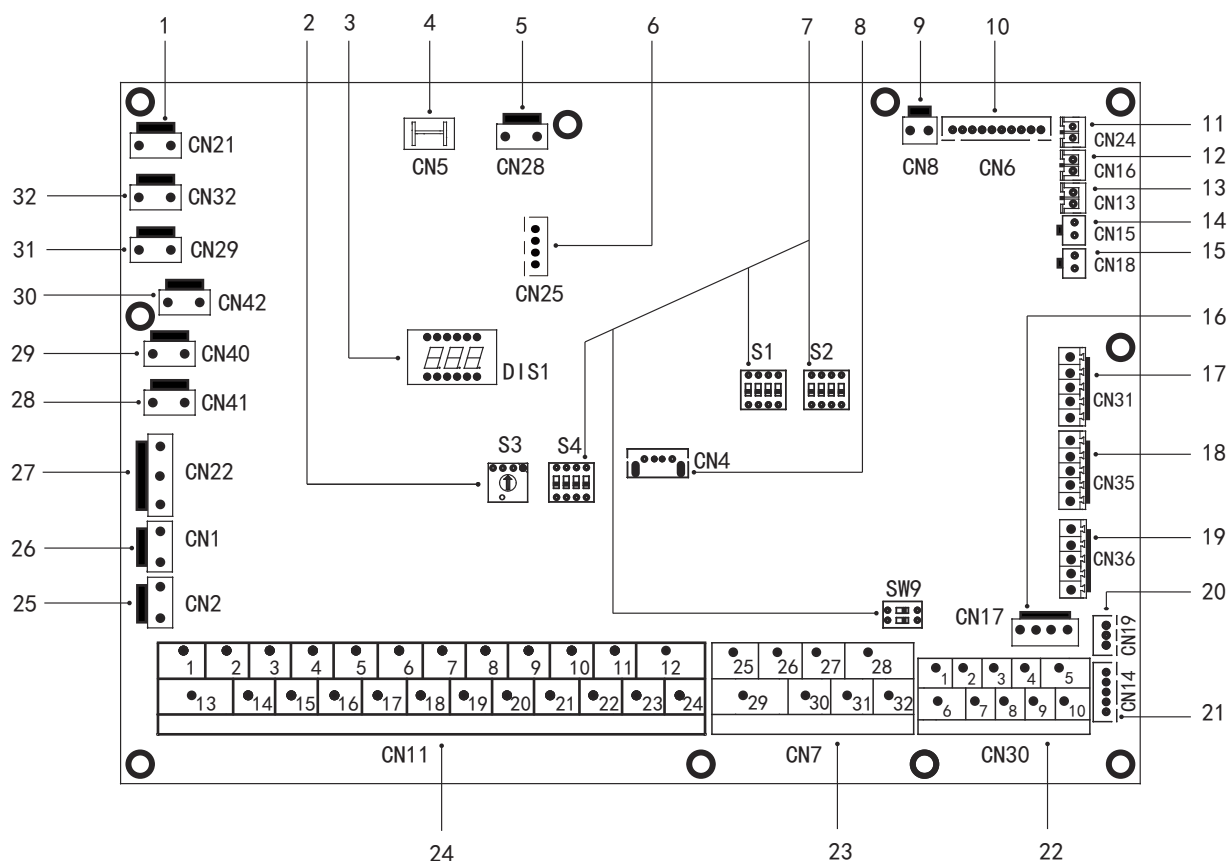 1 2 3 4 5 6 7 8 9 10
CN21 CN5 CN28 CN8 CN6 CN24 11
CN16 12
32 CN32 CN13 13
31 CN29 CN15 14
CN25 CN18 15
30 CN42
16
29 CN40 3 DIS1 S1 S2
28 CN41 CN31 17
S3 S4 CN4
27 CN22 2 8 CN35 18
26 CN1 CN36 19
25 CN2 SW9 CN17 CN19 20
1 2 3 4 5 6 7 8 9 10 11 12 25 26 27 28 1 2 3 4 5
13 14 15 16 17 18 19 20 21 22 23 24 29 30 31 32 6 7 8 9 10 CN14 21
CN11 CN7 CN30
24 23 22